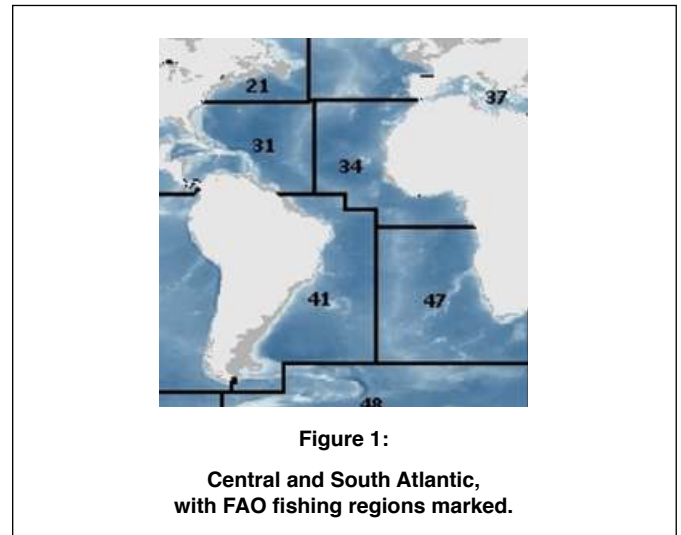 21
37
31
34
41
47
48
Figure 1:
Central and South Atlantic,
with FAO fishing regions marked.